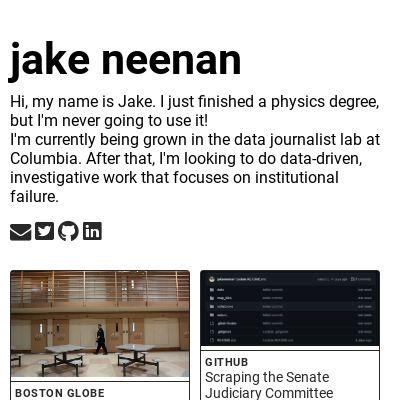 jake neenan
Hi, my name is Jake. I just finished a physics degree,
but I'm never going to use it!
I'm currently being grown in the data journalist lab at
Columbia. After that, I'm looking to do data-driven,
investigative work that focuses on institutional
failure.
BOSTON GLOBE
GITHUB
Scraping the Senate
Judiciary Committee